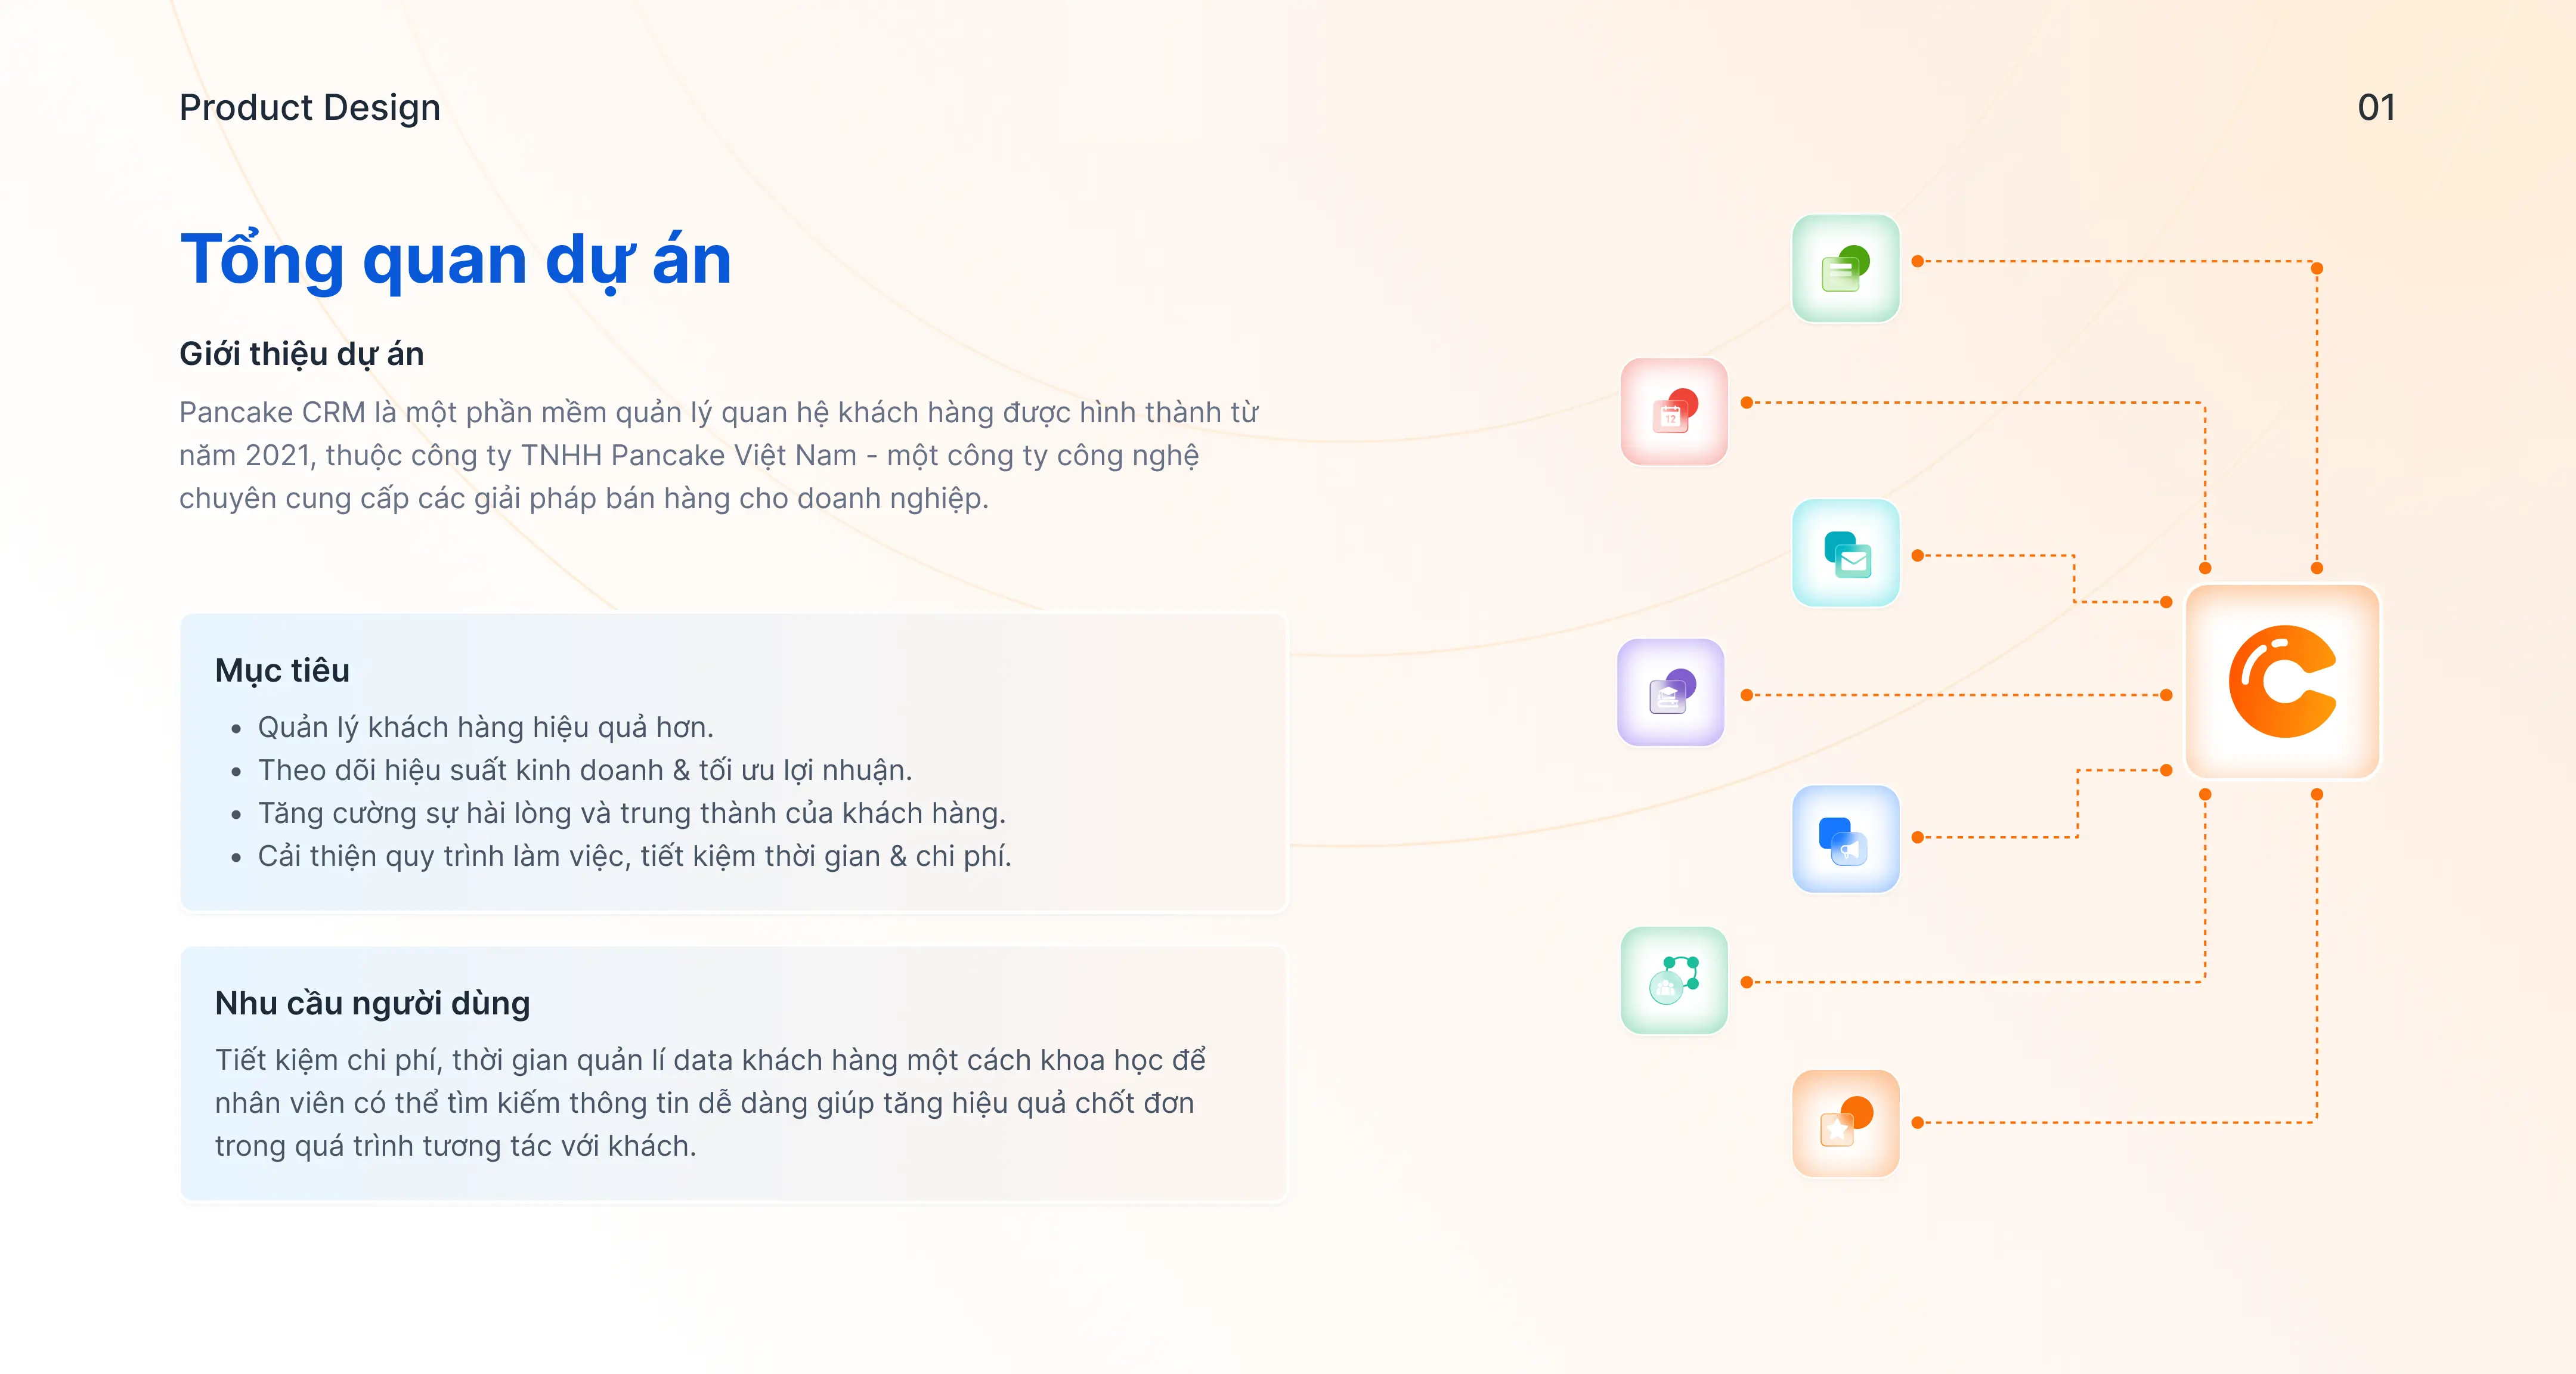 Product Design
01
Tổng quan dự án
Giới thiệu dự án
Pancake CRM là một phần mềm quản lý quan hệ khách hàng được hình thành từ
năm 2021, thuộc công ty TNHH Pancake Việt Nam - một công ty công nghệ
chuyên cung cấp các giải pháp bán hàng cho doanh nghiệp.
Mục tiêu
• Quản lý khách hàng hiệu quả hơn.
• Theo dõi hiệu suất kinh doanh & tối ưu lợi nhuận.
• Tăng cường sự hài lòng và trung thành của khách hàng.
• Cải thiện quy trình làm việc, tiết kiệm thời gian & chi phí.
Nhu cầu người dùng
Tiết kiệm chi phí, thời gian quản lí data khách hàng một cách khoa học để
nhân viên có thể tìm kiếm thông tin dễ dàng giúp tăng hiệu quả chốt đơn
trong quá trình tương tác với khách.
12